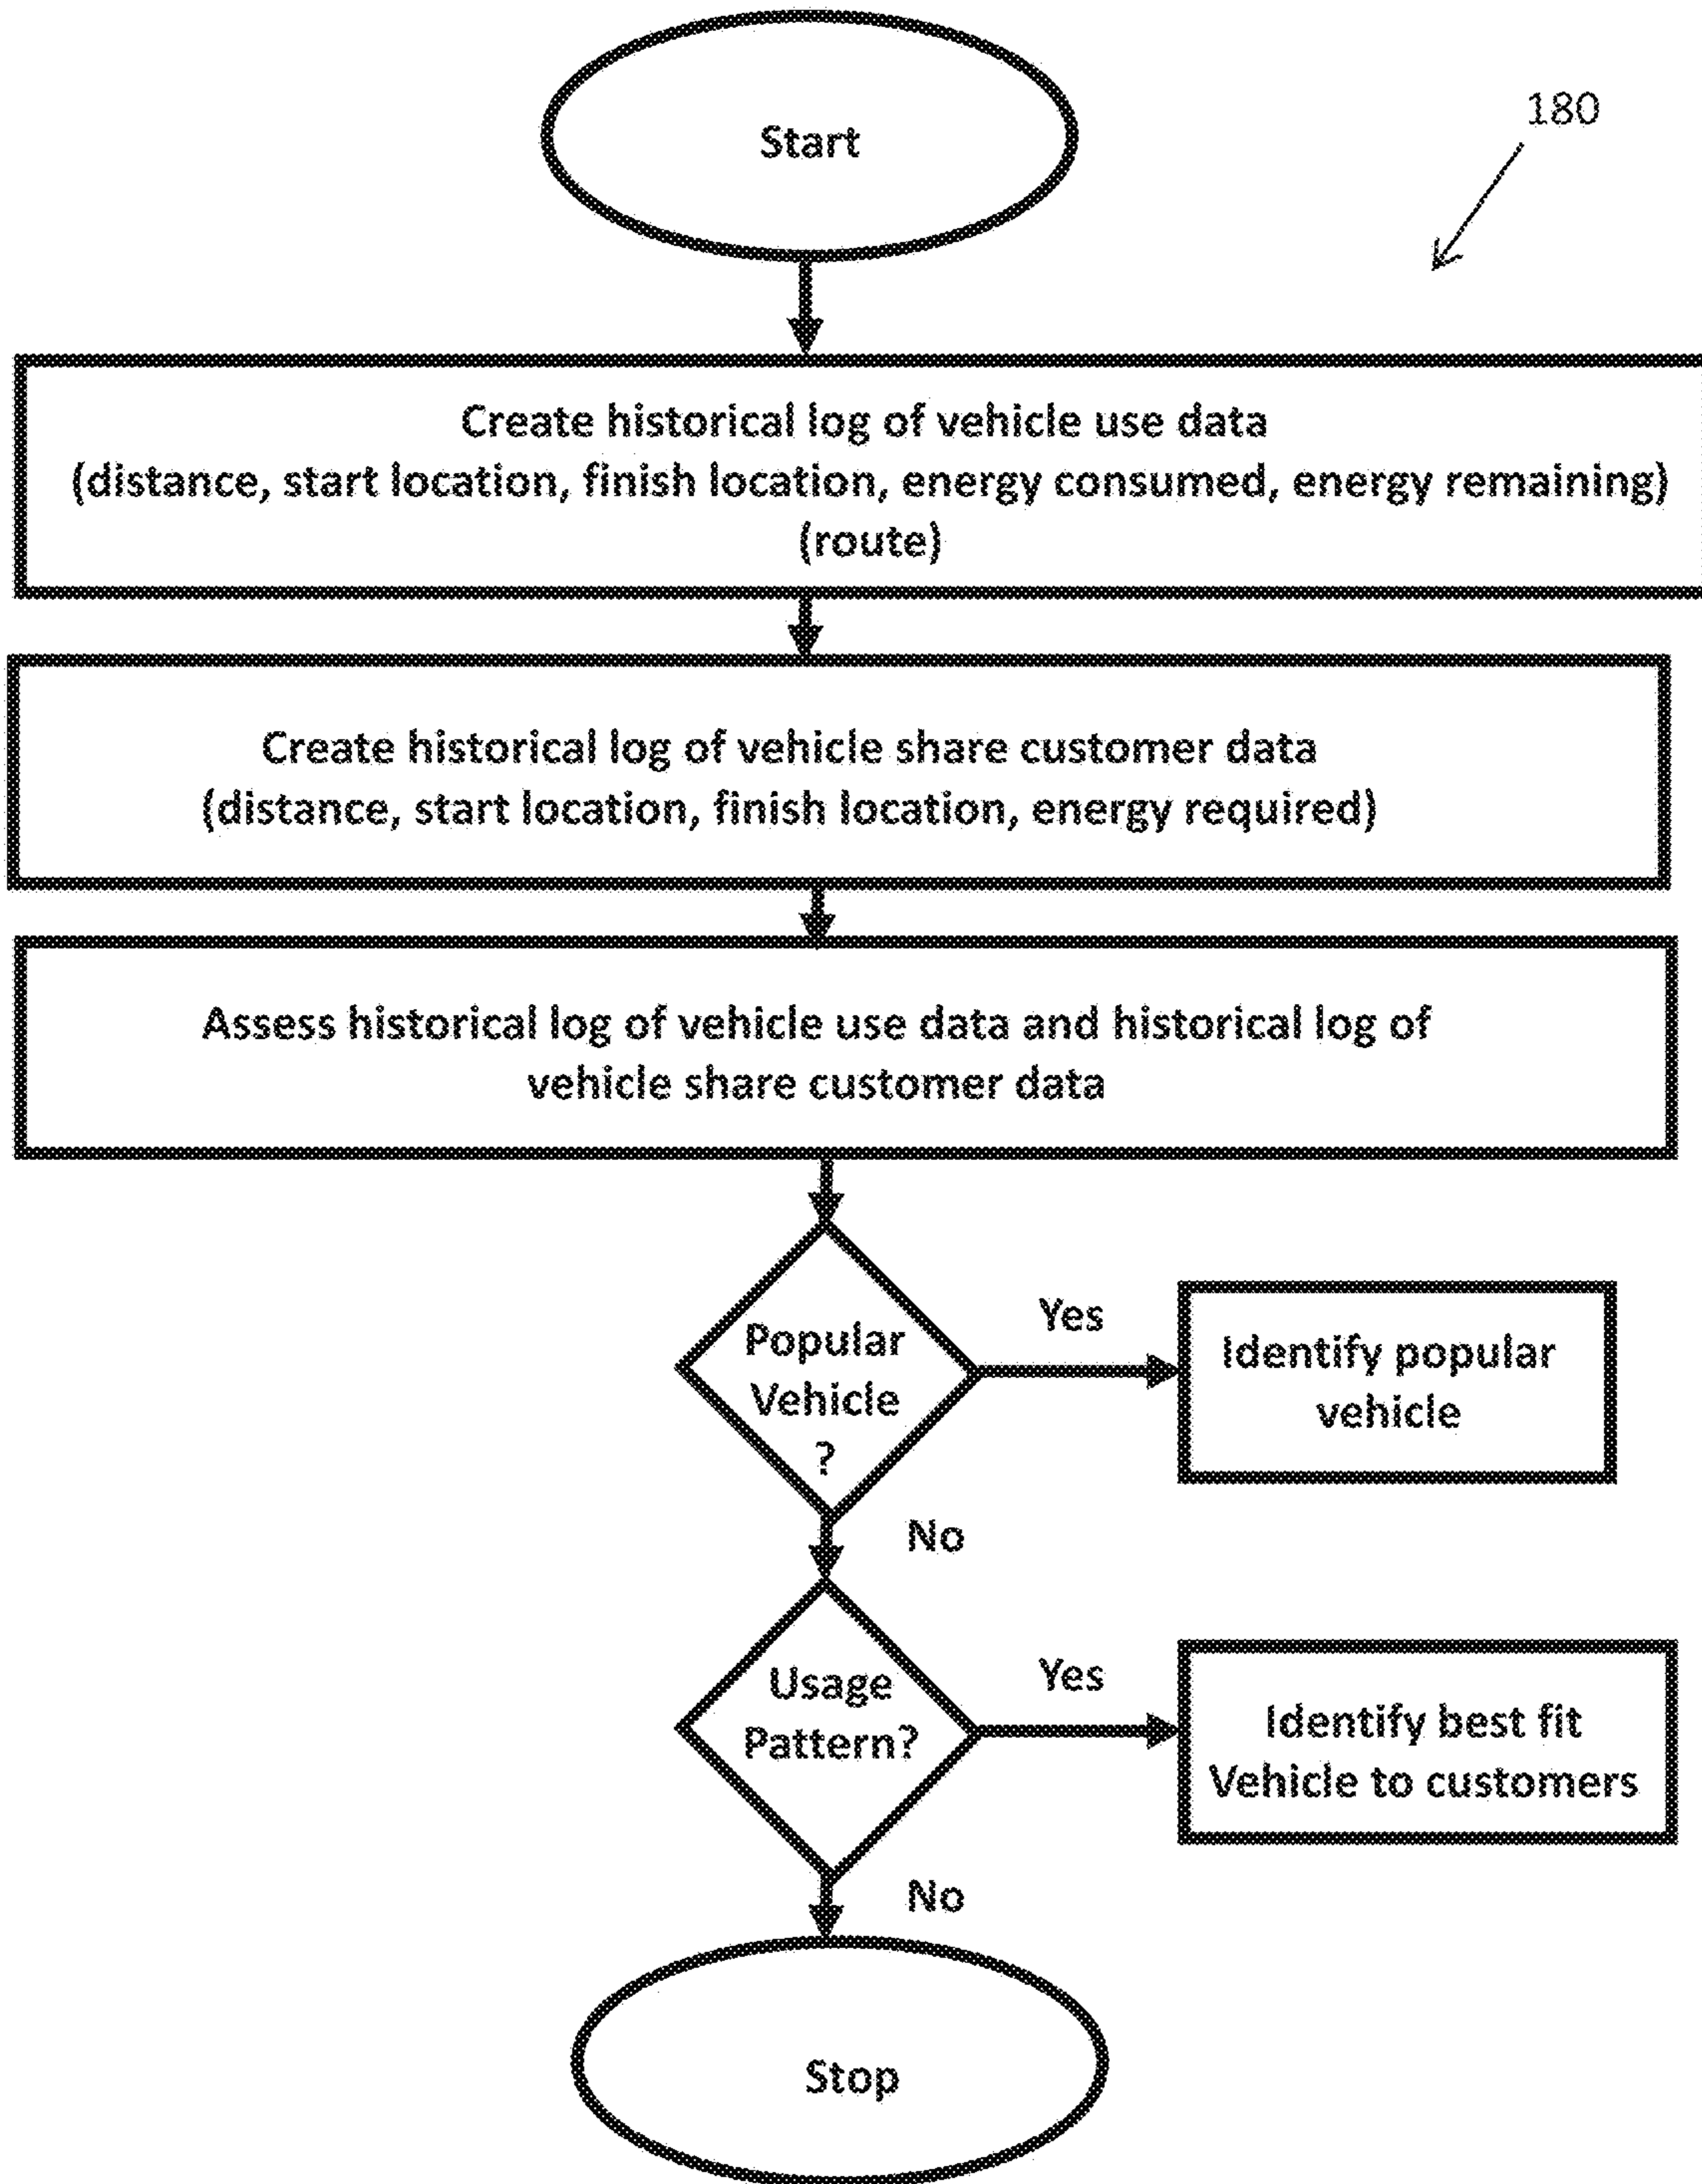 Start
180
Create historical log of vehicle use data
(distance, start location, finish location, energy consumed, energy remaining)
(route)
Create historical log of vehicle share customer data
(distance, start location, finish location, energy required)
Assess historical log of vehicle use data and historical log of
vehicle share customer data
Popular
Vehicle
?
Yes
Identify popular
vehicle
No
Usage
Pattern?
Yes
Identify best fit
Vehicle to customers
No
Stop